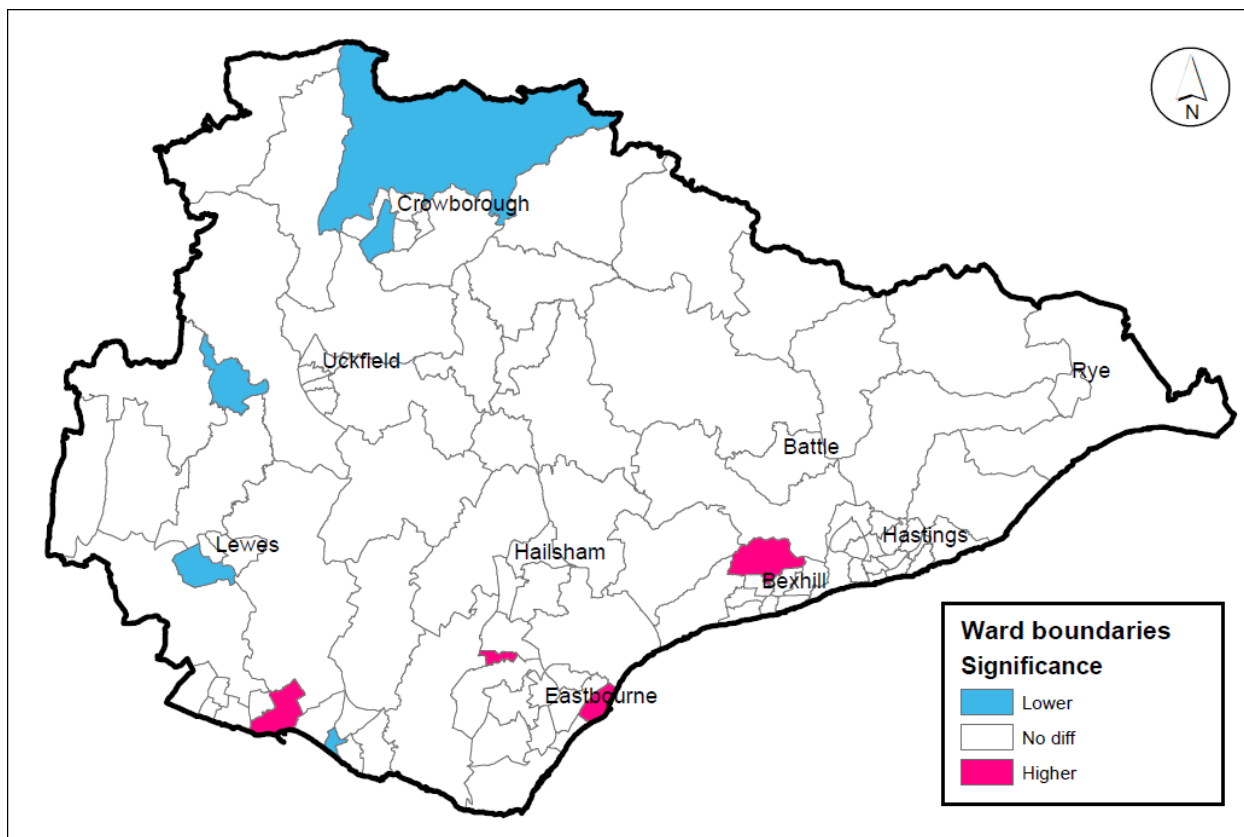 N
Crowborough
Uckfield
Rye
Battle
Lewes
Hastings
Hailsham
Bexhill
Eastbourne
Ward boundaries
Significance
Lower
No diff
Higher